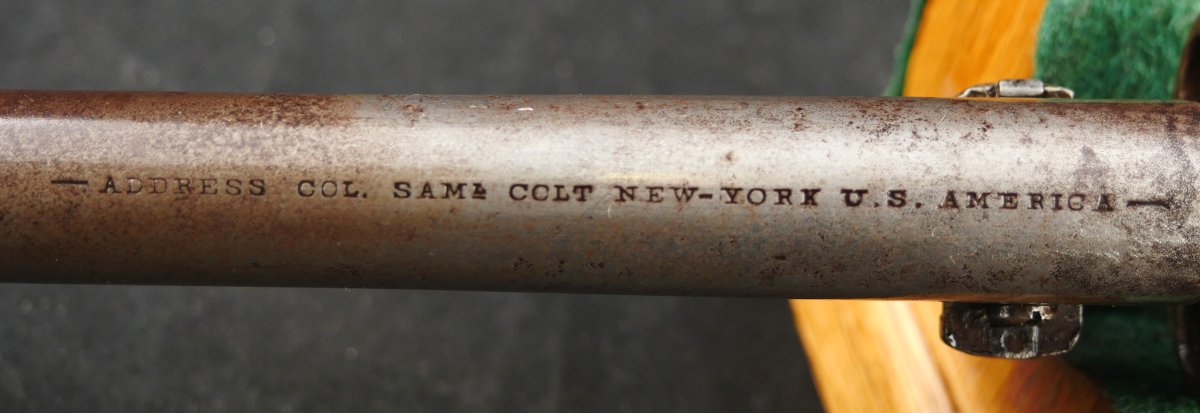 —ADDRESS COL. SAMᴸ COLT NEW-YORK U.S. AMERICA—